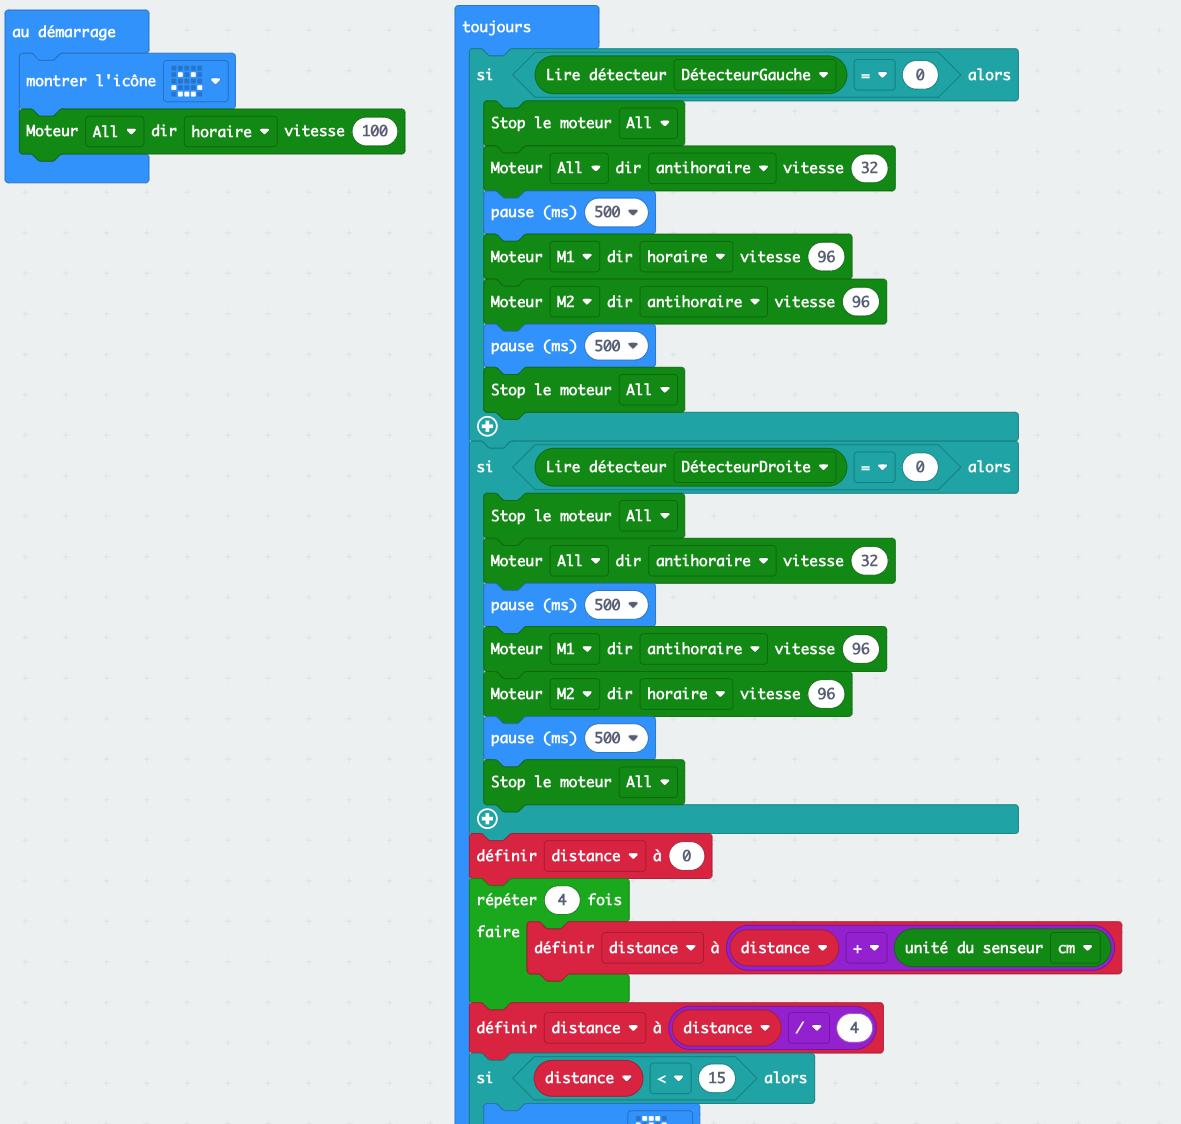 au démarrage
montrer l'icône
Moteur All dir horaire vitesse 100
toujours
si Lire détecteur DétecteurGauche = 0 alors
Stop le moteur All
Moteur All dir antihoraire vitesse 32
pause (ms) 500
Moteur M1 dir horaire vitesse 96
Moteur M2 dir antihoraire vitesse 96
pause (ms) 500
Stop le moteur All
si Lire détecteur DétecteurDroite = 0 alors
Stop le moteur All
Moteur All dir antihoraire vitesse 32
pause (ms) 500
Moteur M1 dir antihoraire vitesse 96
Moteur M2 dir horaire vitesse 96
pause (ms) 500
Stop le moteur All
définir distance à 0
répéter 4 fois
faire définir distance à distance + unité du senseur cm
définir distance à distance / 4
si distance < 15 alors